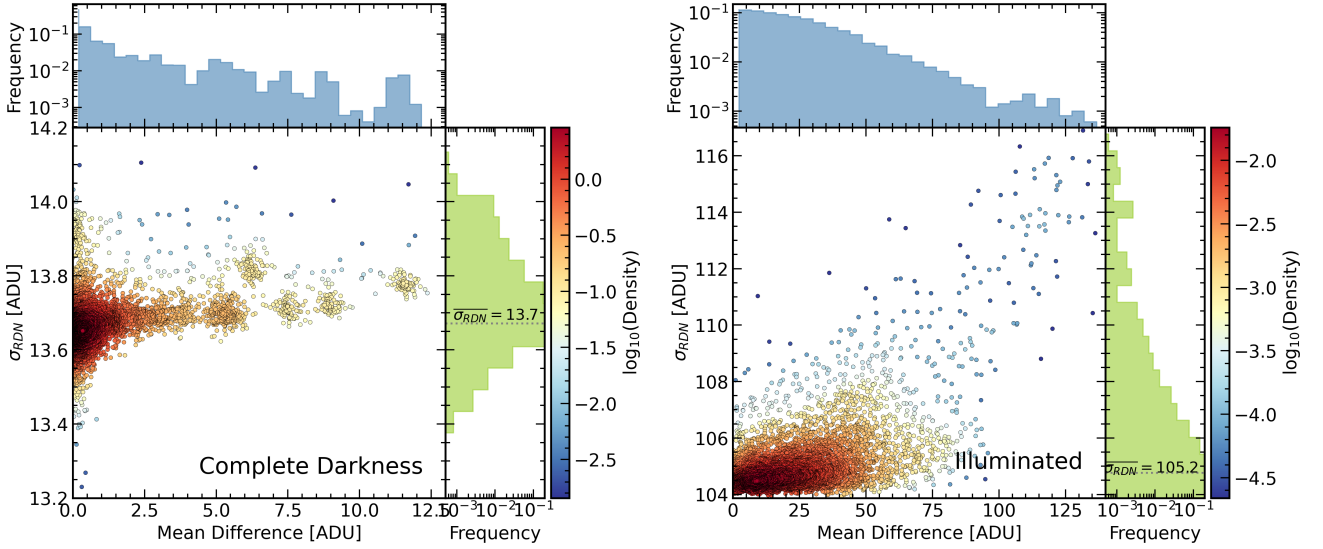 Frequency
10⁻¹
10⁻²
10⁻³
14.2
14.0
13.8
13.6
13.4
13.2
σ_RDN [ADU]
Complete Darkness
0.0
2.5
5.0
7.5
10.0
12.5
Mean Difference [ADU]
σ_RDN = 13.7
10⁻³ 10⁻² 10⁻¹
Frequency
0.0
−0.5
−1.0
−1.5
−2.0
−2.5
log₁₀(Density)
Frequency
10⁻¹
10⁻²
10⁻³
116
114
112
110
108
106
104
σ_RDN [ADU]
Illuminated
0
25
50
75
100
125
Mean Difference [ADU]
σ_RDN = 105.2
10⁻³ 10⁻² 10⁻¹
Frequency
−2.0
−2.5
−3.0
−3.5
−4.0
−4.5
log₁₀(Density)